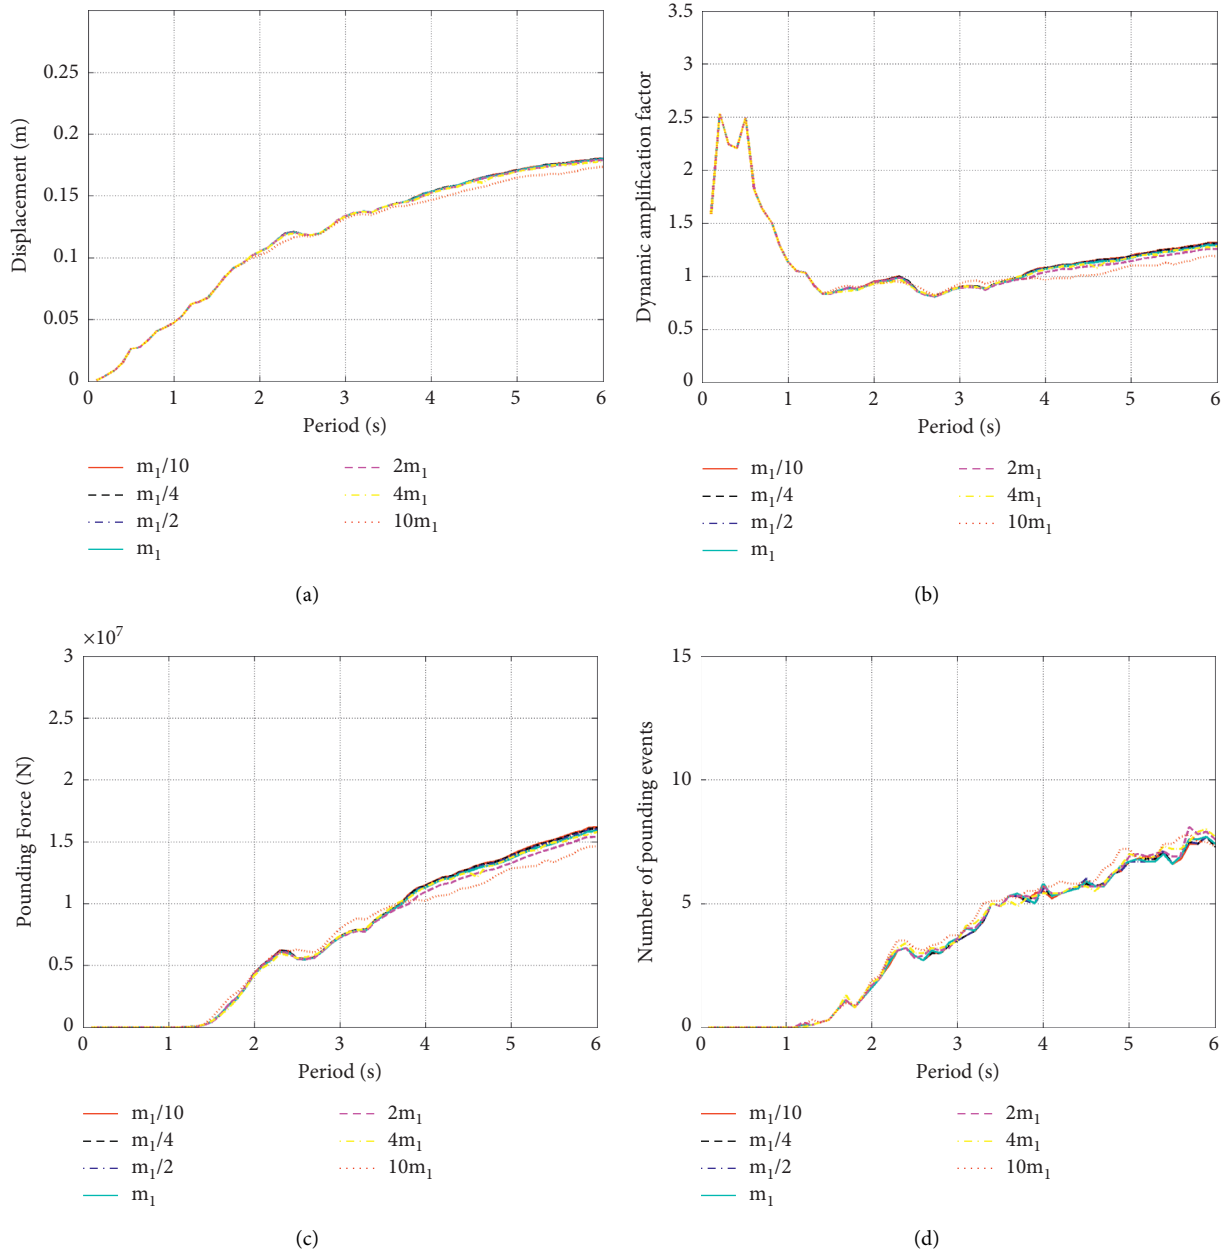 0.25
0.2
0.15
0.1
0.05
0
Displacement (m)
0 1 2 3 4 5 6
Period (s)
m1/10
m1/4
m1/2
m1
2m1
4m1
10m1
(a)
3.5
3
2.5
2
1.5
1
0.5
0
Dynamic amplification factor
0 1 2 3 4 5 6
Period (s)
m1/10
m1/4
m1/2
m1
2m1
4m1
10m1
(b)
×10^7
3
2.5
2
1.5
1
0.5
0
Pounding Force (N)
0 1 2 3 4 5 6
Period (s)
m1/10
m1/4
m1/2
m1
2m1
4m1
10m1
(c)
15
10
5
0
Number of pounding events
0 1 2 3 4 5 6
Period (s)
m1/10
m1/4
m1/2
m1
2m1
4m1
10m1
(d)